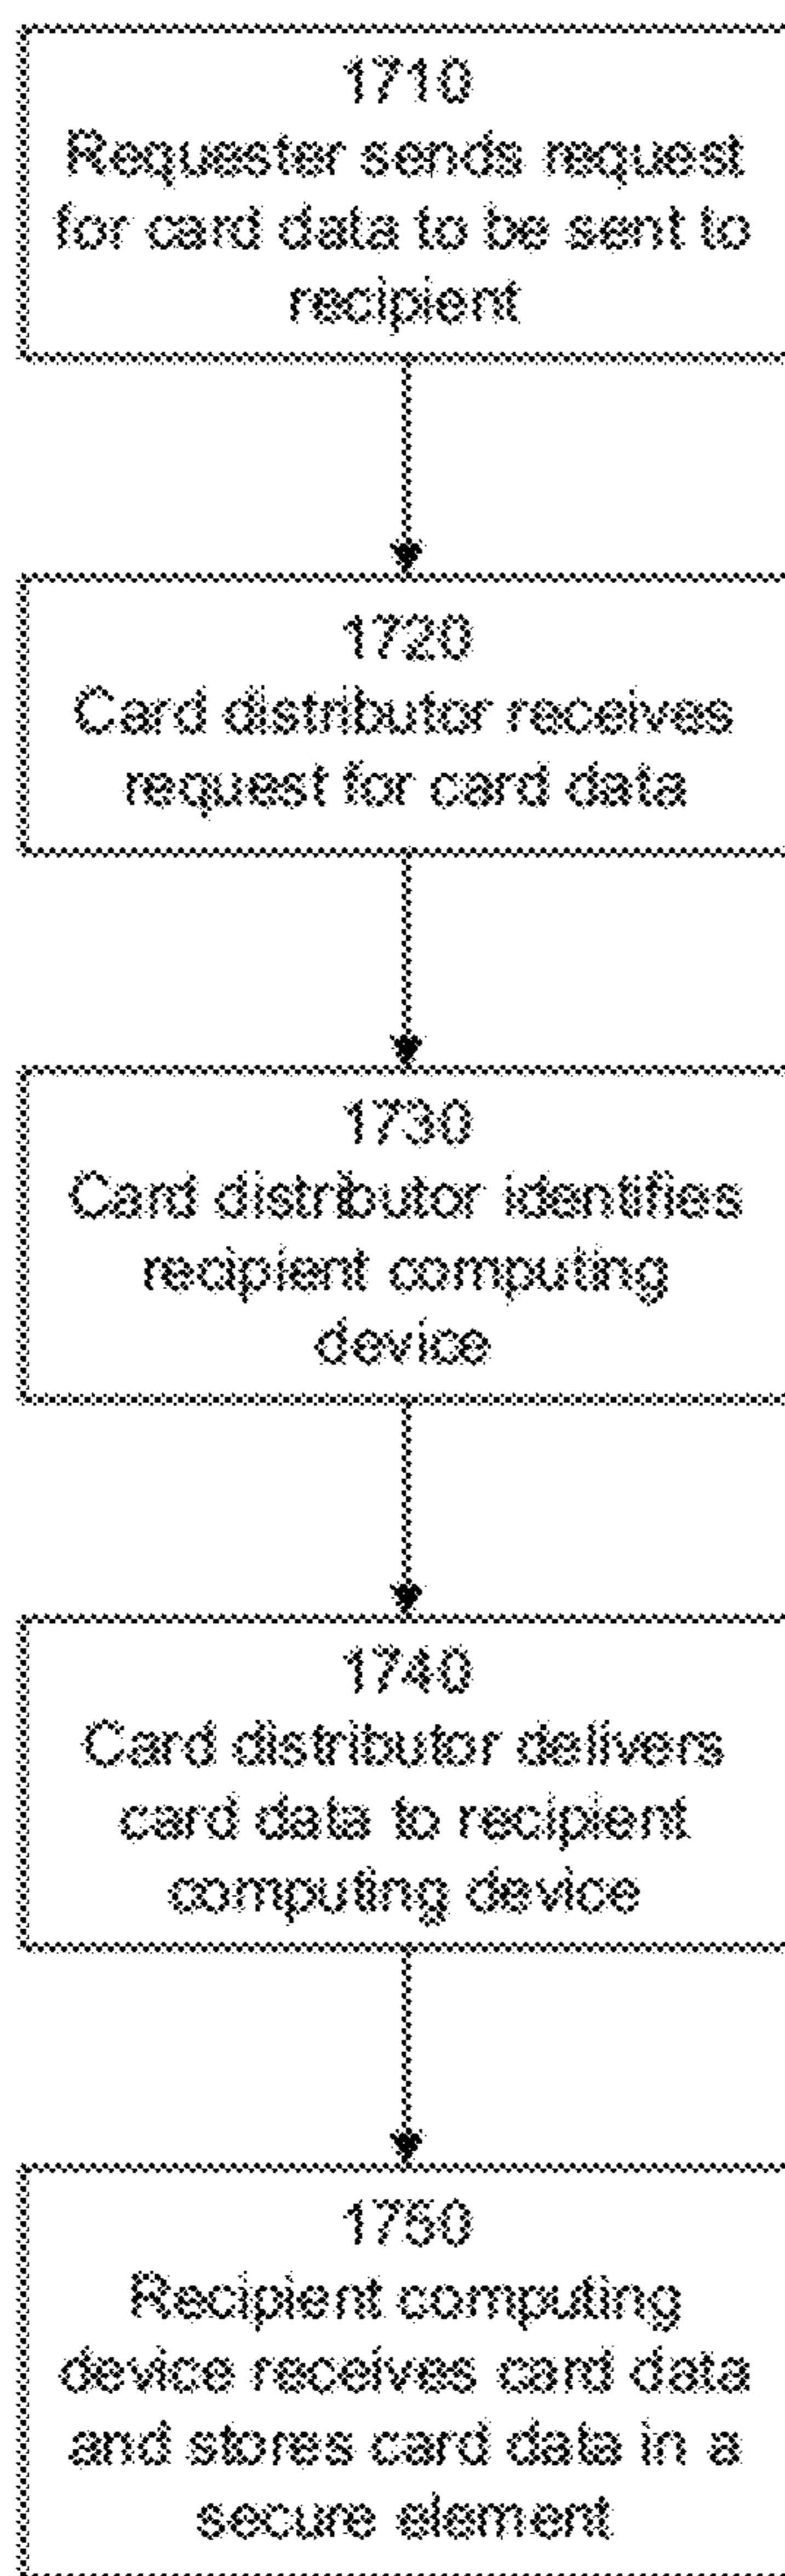 1710
Requester sends request
for card data to be sent to
recipient
1720
Card distributor receives
request for card data
1730
Card distributor identifies
recipient computing
device
1740
Card distributor delivers
card data to recipient
computing device
1750
Recipient computing
device receives card data
and stores card data in a
secure element